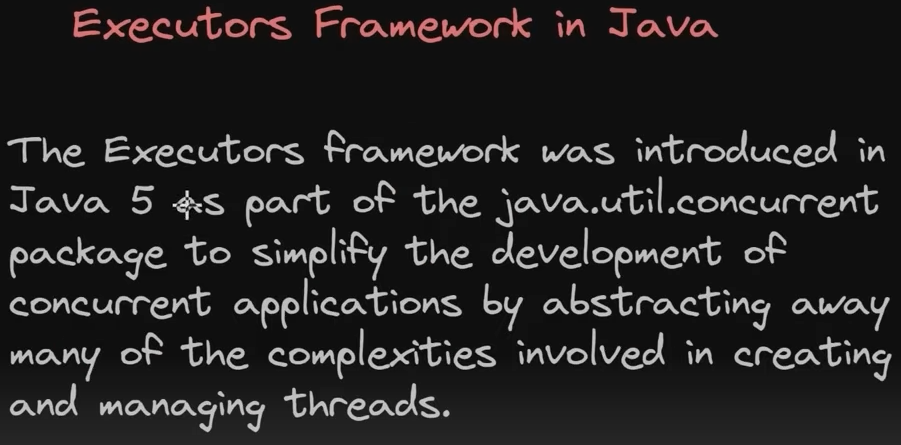 Executors Framework in Java
The Executors framework was introduced in
Java 5 as part of the java.util.concurrent
package to simplify the development of
concurrent applications by abstracting away
many of the complexities involved in creating
and managing threads.